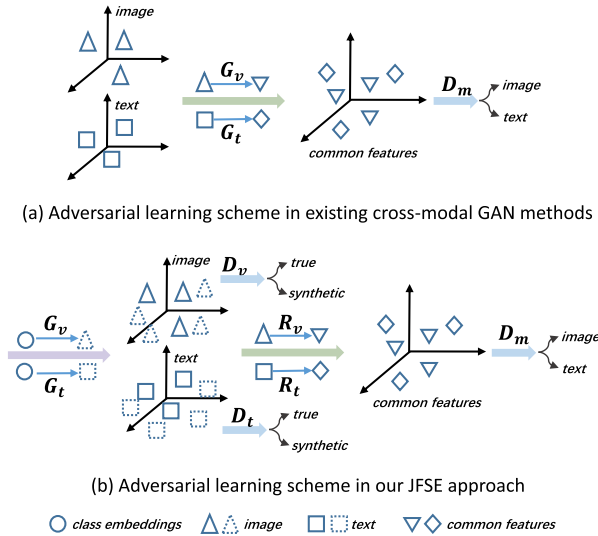 image
text
G_v
G_t
common features
D_m
image
text
(a) Adversarial learning scheme in existing cross-modal GAN methods
G_v
G_t
image
D_v
true
synthetic
text
D_t
true
synthetic
R_v
R_t
common features
D_m
image
text
(b) Adversarial learning scheme in our JFSE approach
class embeddings
image
text
common features